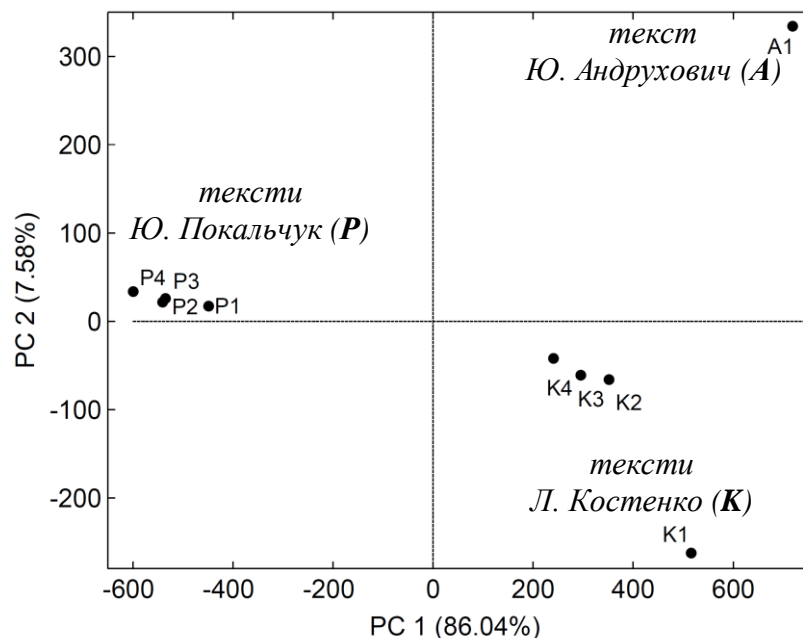 300
200
100
0
-100
-200
PC 2 (7.58%)
текст
A1
Ю. Андрухович (A)
тексти
Ю. Покальчук (P)
P4
P3
P2
P1
K4
K3
K2
тексти
Л. Костенко (K)
K1
-600 -400 -200 0 200 400 600
PC 1 (86.04%)